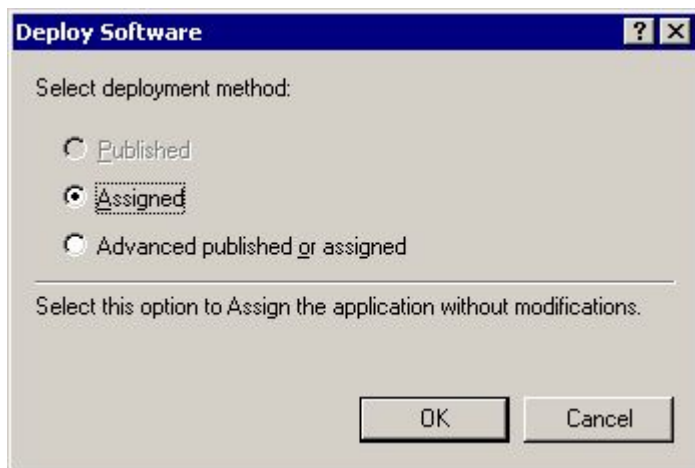 Deploy Software
Select deployment method:
Published
Assigned
Advanced published or assigned
Select this option to Assign the application without modifications.
OK Cancel